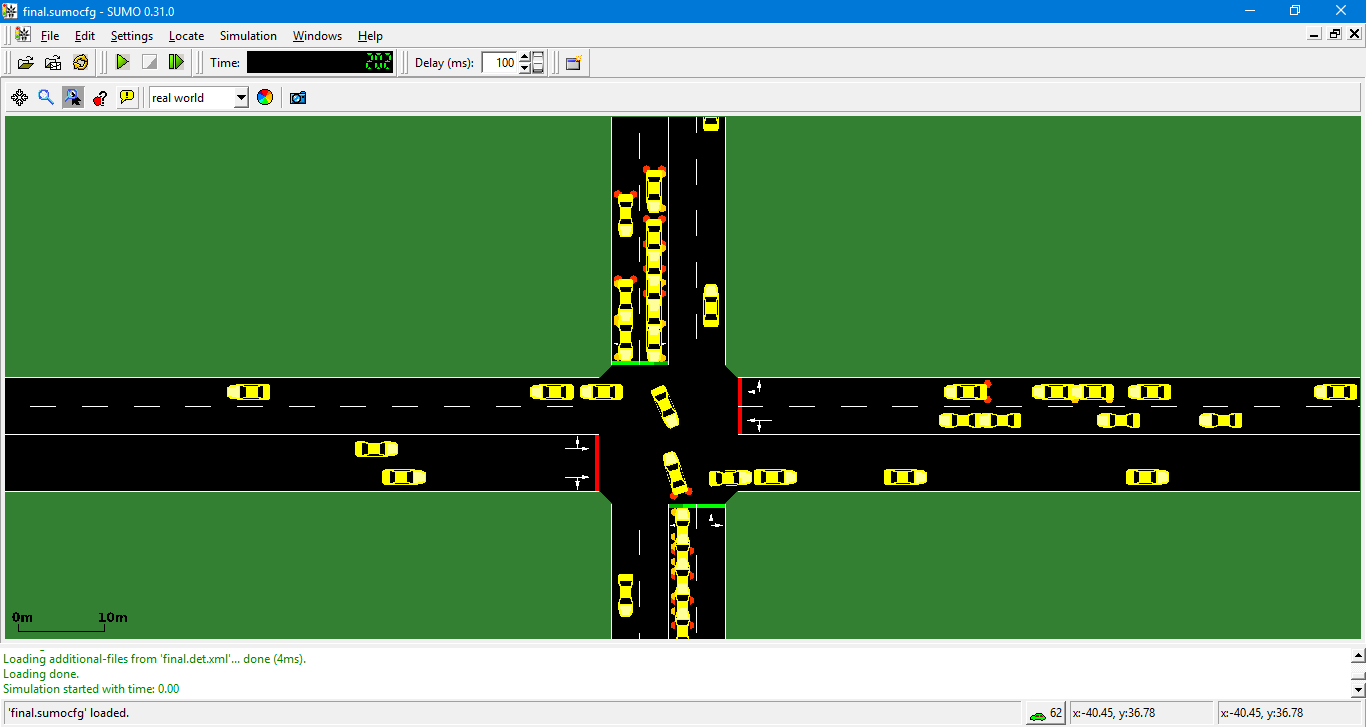 final.sumocfg - SUMO 0.31.0
File Edit Settings Locate Simulation Windows Help
Time: 202 Delay (ms): 100
real world
0m 10m
Loading additional-files from 'final.det.xml'... done (4ms).
Loading done.
Simulation started with time: 0.00
'final.sumocfg' loaded. 62 x:-40.45, y:36.78 x:-40.45, y:36.78